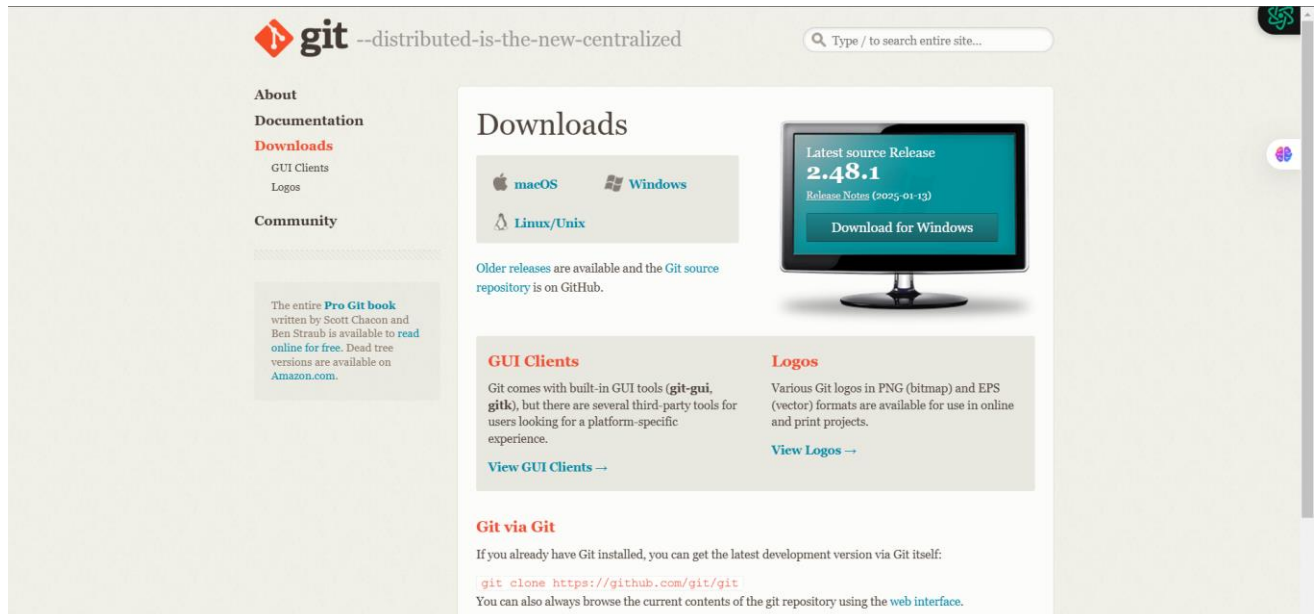 git --distributed-is-the-new-centralized
Type / to search entire site...
About
Documentation
Downloads
GUI Clients
Logos
Community
The entire Pro Git book
written by Scott Chacon and
Ben Straub is available to read
online for free. Dead tree
versions are available on
Amazon.com.
Downloads
macOS
Windows
Linux/Unix
Older releases are available and the Git source
repository is on GitHub.
Latest source Release
2.48.1
Release Notes (2025-01-13)
Download for Windows
GUI Clients
Git comes with built-in GUI tools (git-gui,
gitk), but there are several third-party tools for
users looking for a platform-specific
experience.
View GUI Clients →
Logos
Various Git logos in PNG (bitmap) and EPS
(vector) formats are available for use in online
and print projects.
View Logos →
Git via Git
If you already have Git installed, you can get the latest development version via Git itself:
git clone https://github.com/git/git
You can also always browse the current contents of the git repository using the web interface.